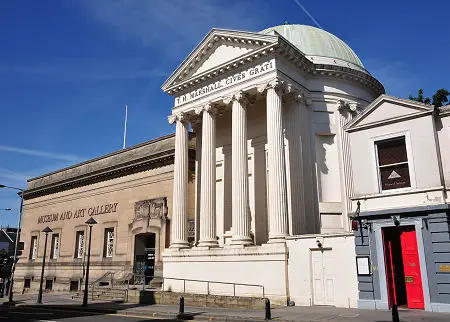 T. H. MARSHALL. CIVES GRATI
MUSEUM AND ART GALLERY